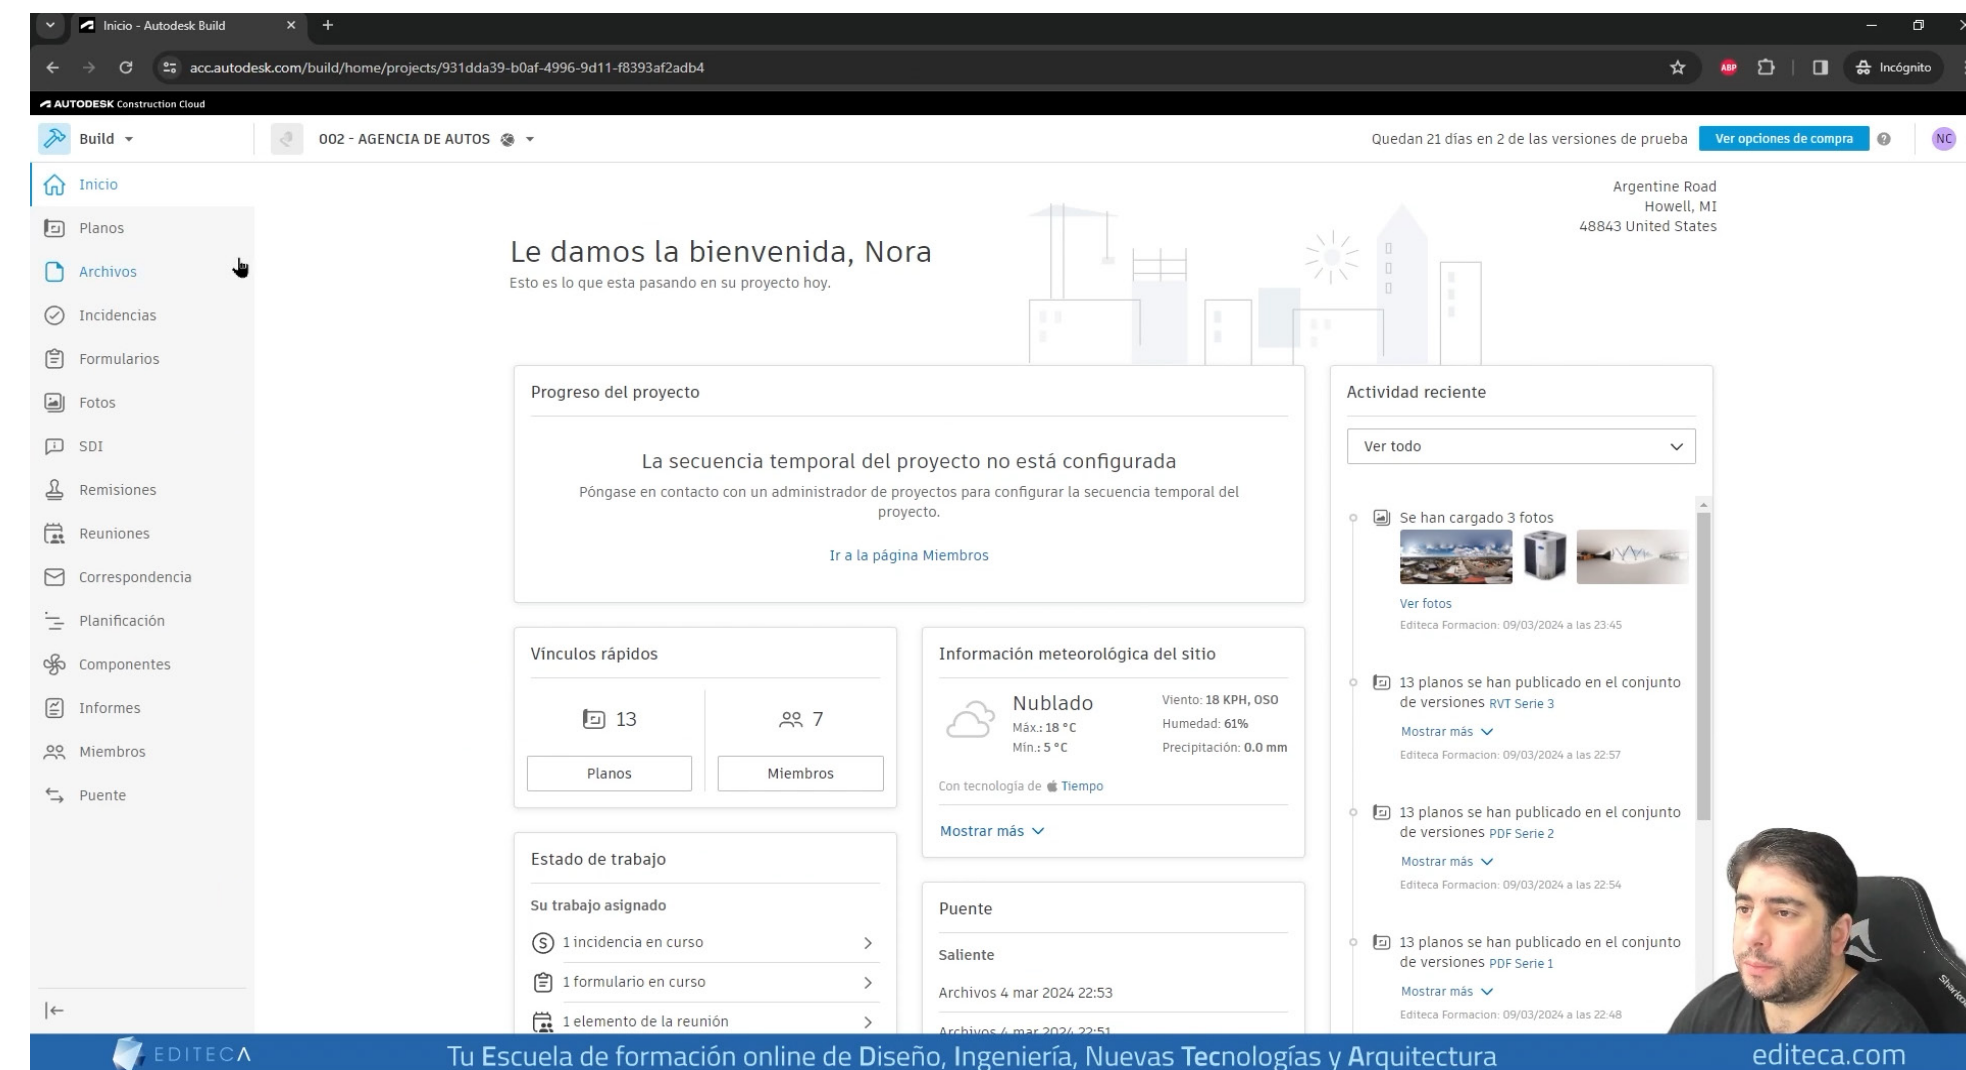 Inicio - Autodesk Build
acc.autodesk.com/build/home/projects/931dda39-b0af-4996-9d11-f8393af2adb4
ABP
Incógnito
AUTODESK Construction Cloud
Build
002 - AGENCIA DE AUTOS
Quedan 21 días en 2 de las versiones de prueba
Ver opciones de compra
NC
Inicio
Planos
Archivos
Incidencias
Formularios
Fotos
SDI
Remisiones
Reuniones
Correspondencia
Planificación
Componentes
Informes
Miembros
Puente
Argentine Road
Howell, MI
48843 United States
Le damos la bienvenida, Nora
Esto es lo que esta pasando en su proyecto hoy.
Progreso del proyecto
La secuencia temporal del proyecto no está configurada
Póngase en contacto con un administrador de proyectos para configurar la secuencia temporal del
proyecto.
Ir a la página Miembros
Vínculos rápidos
13
7
Planos
Miembros
Información meteorológica del sitio
Nublado
Máx.: 18 °C
Mín.: 5 °C
Viento: 18 KPH, OSO
Humedad: 61%
Precipitación: 0.0 mm
Con tecnología de Tiempo
Mostrar más
Estado de trabajo
Su trabajo asignado
1 incidencia en curso
1 formulario en curso
1 elemento de la reunión
Puente
Saliente
Archivos 4 mar 2024 22:53
Archivos 4 mar 2024 22:51
Actividad reciente
Ver todo
Se han cargado 3 fotos
Ver fotos
Editeca Formacion: 09/03/2024 a las 23:45
13 planos se han publicado en el conjunto
de versiones RVT Serie 3
Mostrar más
Editeca Formacion: 09/03/2024 a las 22:57
13 planos se han publicado en el conjunto
de versiones PDF Serie 2
Mostrar más
Editeca Formacion: 09/03/2024 a las 22:54
13 planos se han publicado en el conjunto
de versiones PDF Serie 1
Mostrar más
Editeca Formacion: 09/03/2024 a las 22:48
EDITECA
Tu Escuela de formación online de Diseño, Ingeniería, Nuevas Tecnologías y Arquitectura
editeca.com